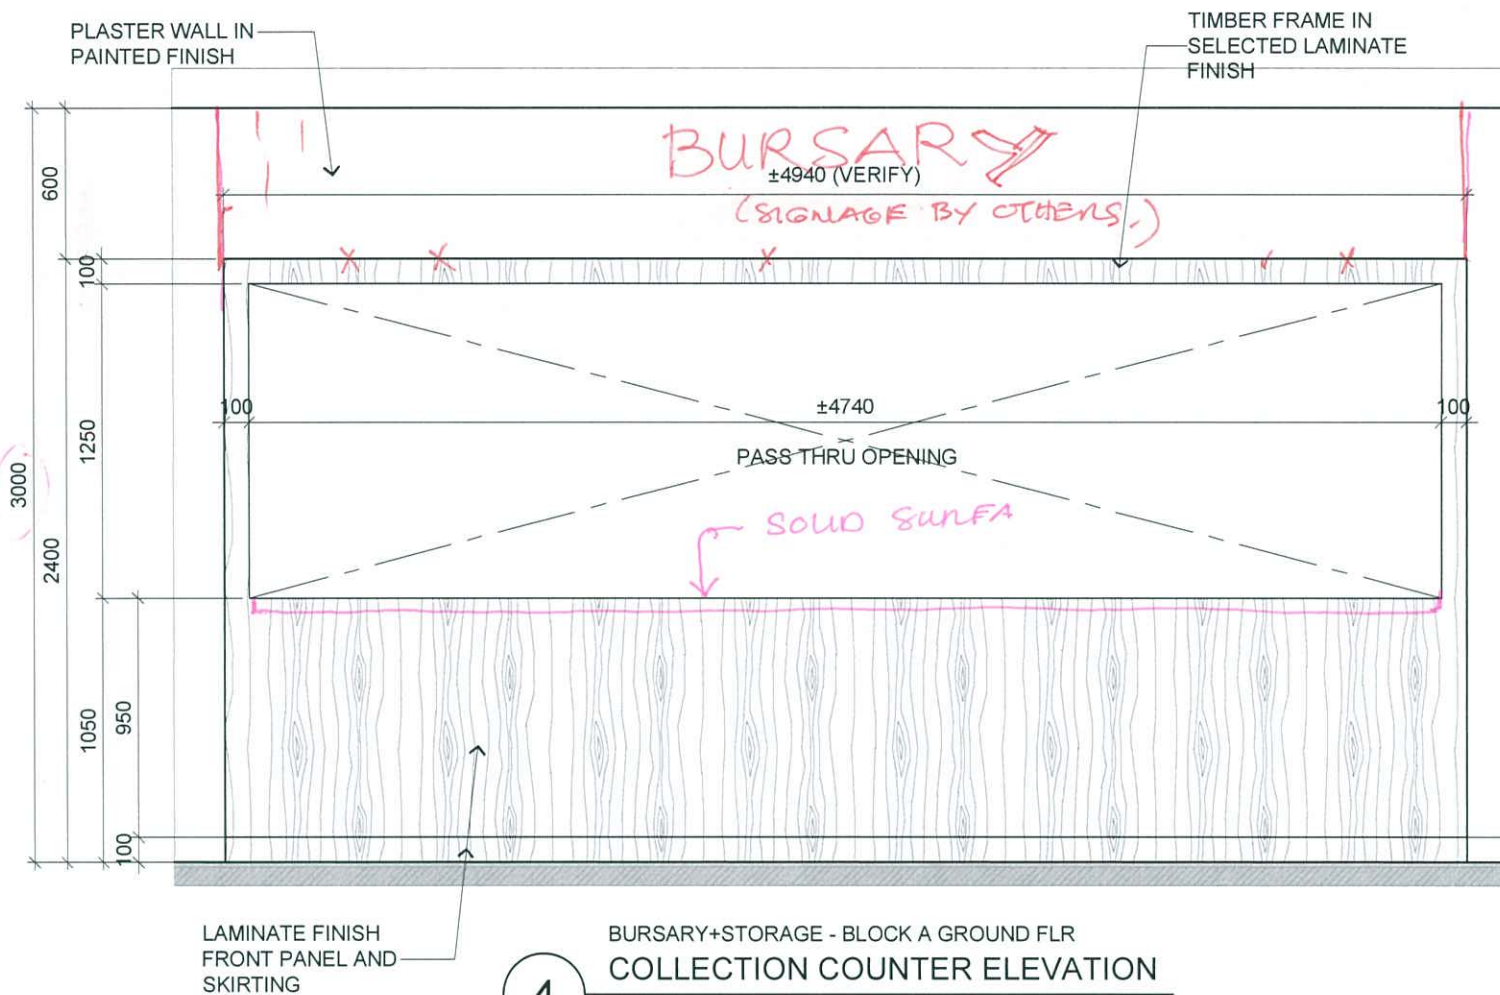 PLASTER WALL IN
PAINTED FINISH
TIMBER FRAME IN
SELECTED LAMINATE
FINISH
BURSARY
±4940 (VERIFY)
(SIGNAGE BY OTHERS.)
600
100
100
±4740
100
1250
PASS THRU OPENING
3000
SOLID SURFA
2400
1050
950
100
LAMINATE FINISH
FRONT PANEL AND
SKIRTING
BURSARY+STORAGE - BLOCK A GROUND FLR
4
COLLECTION COUNTER ELEVATION